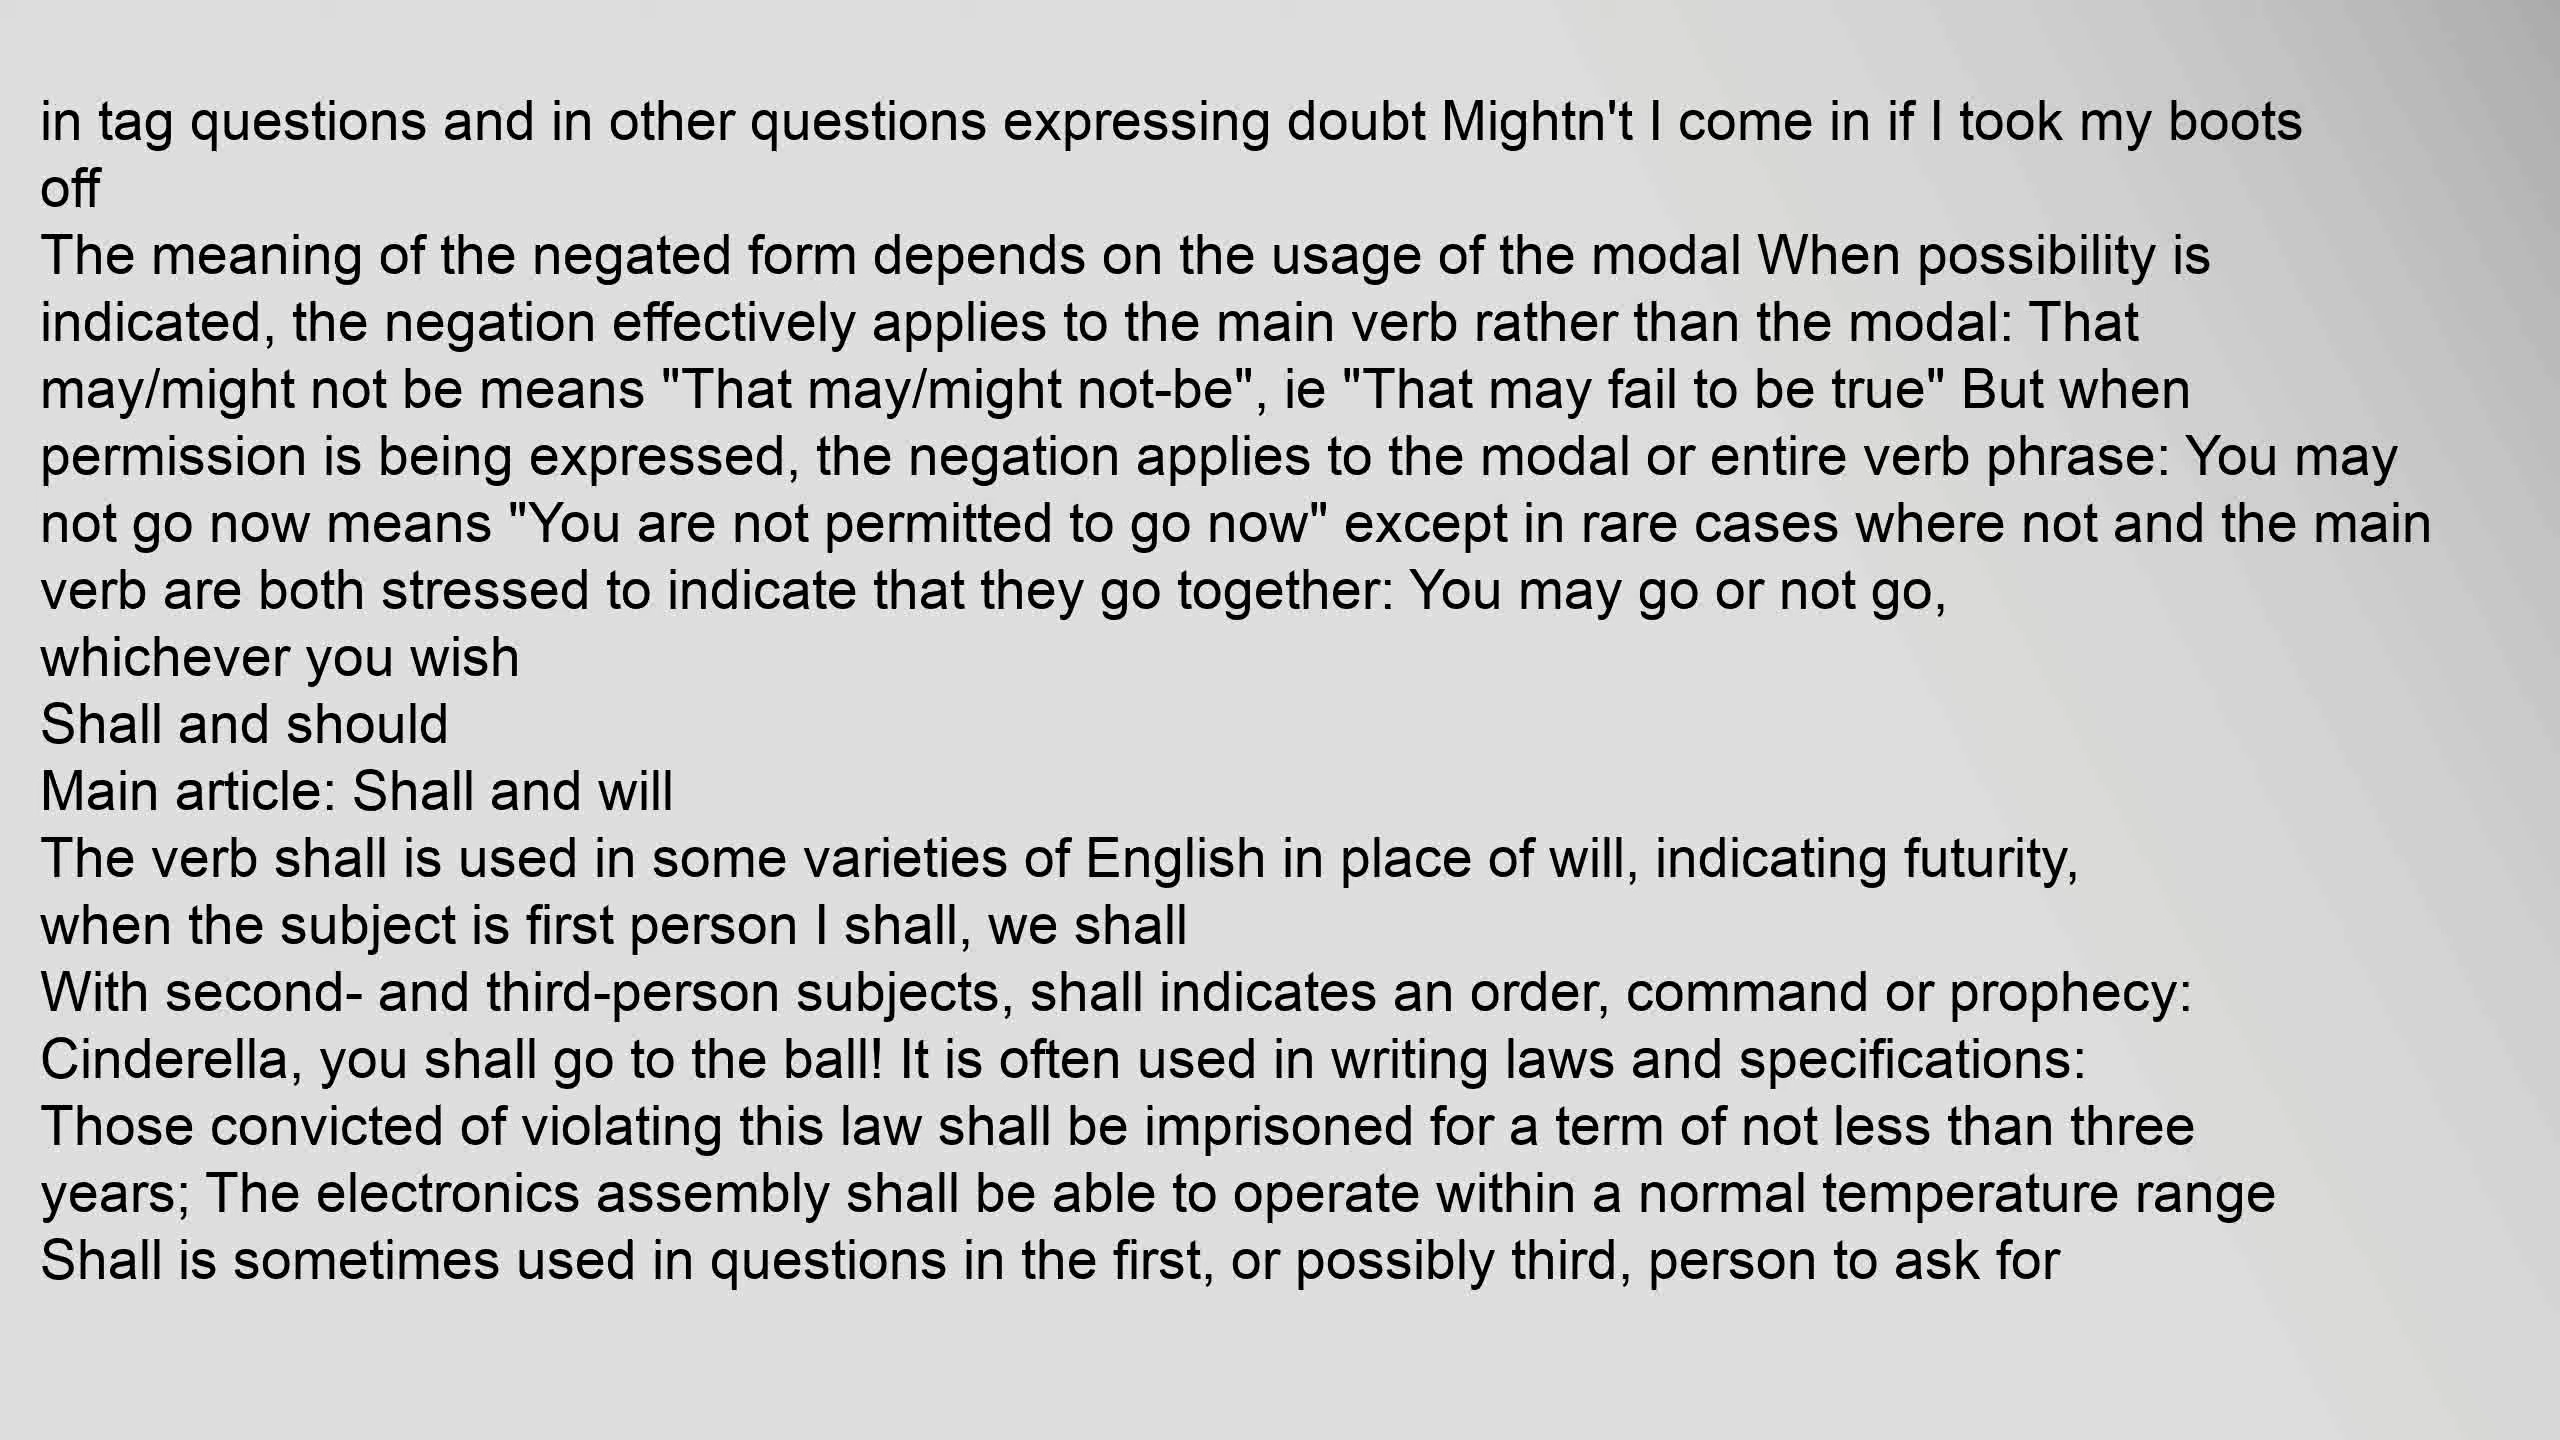 in tag questions and in other questions expressing doubt Mightn't I come in if I took my boots
off
The meaning of the negated form depends on the usage of the modal When possibility is
indicated, the negation effectively applies to the main verb rather than the modal: That
may/might not be means "That may/might not-be", ie "That may fail to be true" But when
permission is being expressed, the negation applies to the modal or entire verb phrase: You may
not go now means "You are not permitted to go now" except in rare cases where not and the main
verb are both stressed to indicate that they go together: You may go or not go,
whichever you wish
Shall and should
Main article: Shall and will
The verb shall is used in some varieties of English in place of will, indicating futurity,
when the subject is first person I shall, we shall
With second- and third-person subjects, shall indicates an order, command or prophecy:
Cinderella, you shall go to the ball! It is often used in writing laws and specifications:
Those convicted of violating this law shall be imprisoned for a term of not less than three
years; The electronics assembly shall be able to operate within a normal temperature range
Shall is sometimes used in questions in the first, or possibly third, person to ask for